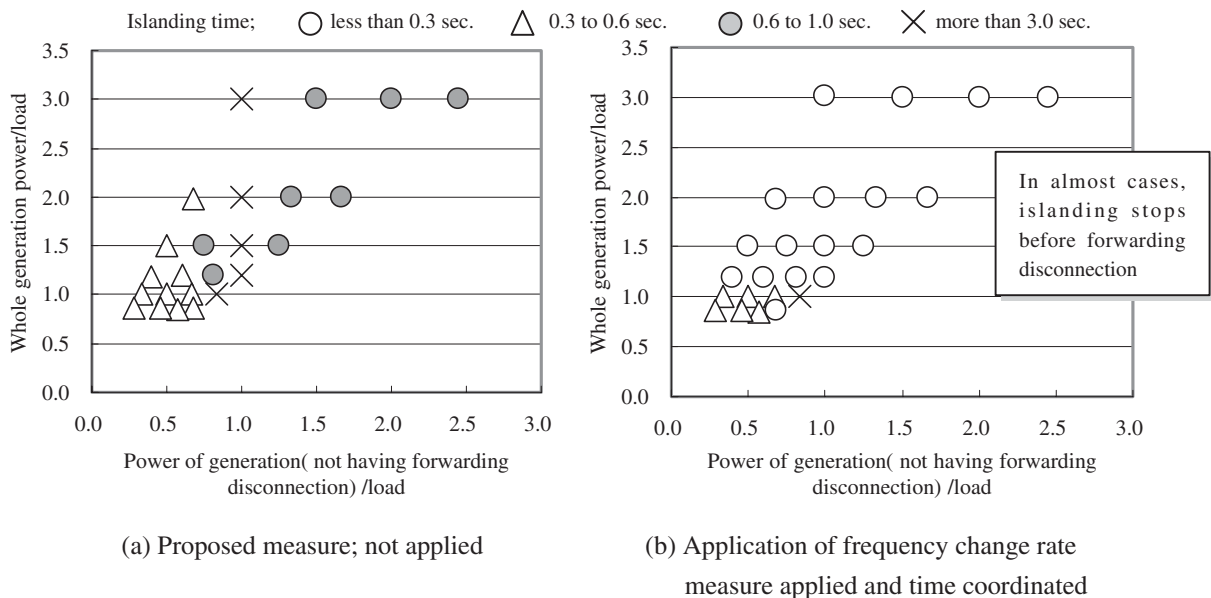 Islanding time; less than 0.3 sec. 0.3 to 0.6 sec. 0.6 to 1.0 sec. more than 3.0 sec.
Whole generation power/load
3.5
3.0
2.5
2.0
1.5
1.0
0.5
0.0
0.0 0.5 1.0 1.5 2.0 2.5 3.0
Power of generation( not having forwarding
disconnection) /load
(a) Proposed measure; not applied
Whole generation power/load
3.5
3.0
2.5
2.0
1.5
1.0
0.5
0.0
0.0 0.5 1.0 1.5 2.0 2.5 3.0
In almost cases,
islanding stops
before forwarding
disconnection
Power of generation( not having forwarding
disconnection) /load
(b) Application of frequency change rate
measure applied and time coordinated